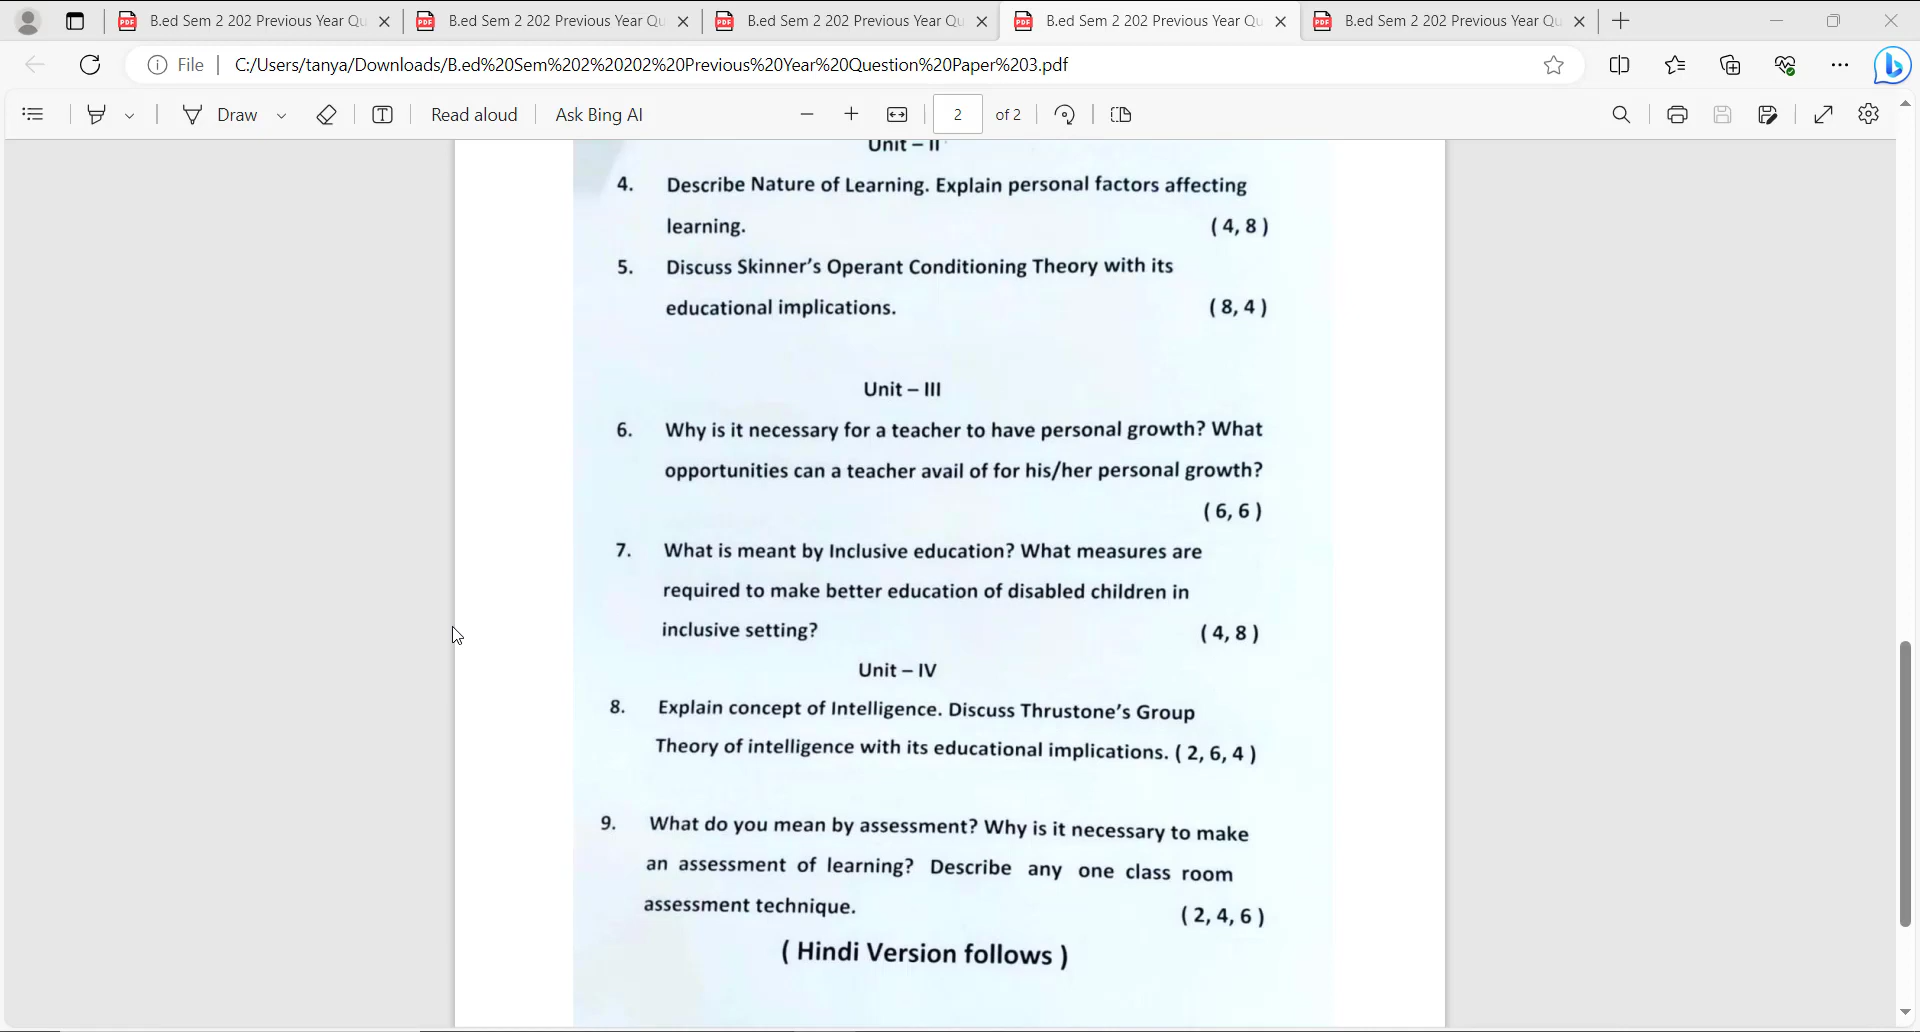 B.ed Sem 2 202 Previous Year Qu
B.ed Sem 2 202 Previous Year Qu
B.ed Sem 2 202 Previous Year Qu
B.ed Sem 2 202 Previous Year Qu
B.ed Sem 2 202 Previous Year Qu
File
C:/Users/tanya/Downloads/B.ed%20Sem%202%20202%20Previous%20Year%20Question%20Paper%203.pdf
Draw
Read aloud
Ask Bing AI
2
of 2
Unit – II
4. Describe Nature of Learning. Explain personal factors affecting
learning. ( 4, 8 )
5. Discuss Skinner's Operant Conditioning Theory with its
educational implications. ( 8, 4 )
Unit – III
6. Why is it necessary for a teacher to have personal growth? What
opportunities can a teacher avail of for his/her personal growth?
( 6, 6 )
7. What is meant by Inclusive education? What measures are
required to make better education of disabled children in
inclusive setting? ( 4, 8 )
Unit – IV
8. Explain concept of Intelligence. Discuss Thrustone's Group
Theory of intelligence with its educational implications. ( 2, 6, 4 )
9. What do you mean by assessment? Why is it necessary to make
an assessment of learning? Describe any one class room
assessment technique. ( 2, 4, 6 )
( Hindi Version follows )